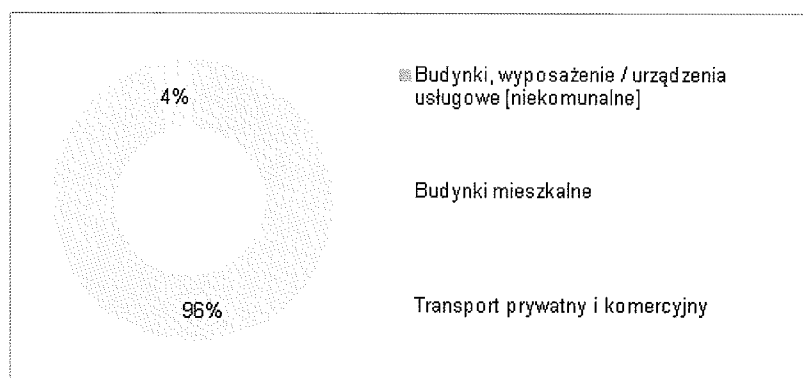 4%
96%
Budynki, wyposażenie / urządzenia
usługowe [niekomunalne]
Budynki mieszkalne
Transport prywatny i komercyjny